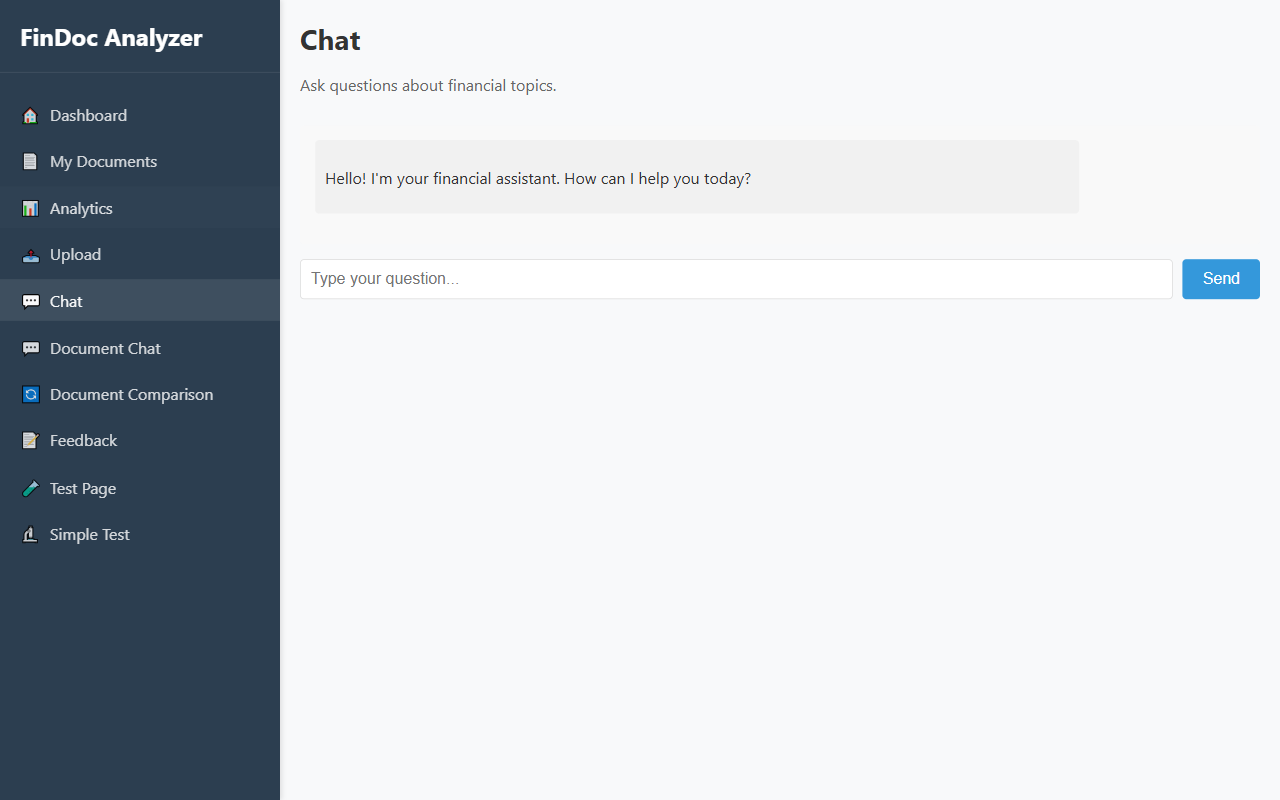 FinDoc Analyzer
Dashboard
My Documents
Analytics
Upload
Chat
Document Chat
Document Comparison
Feedback
Test Page
Simple Test
Chat
Ask questions about financial topics.
Hello! I'm your financial assistant. How can I help you today?
Type your question...
Send